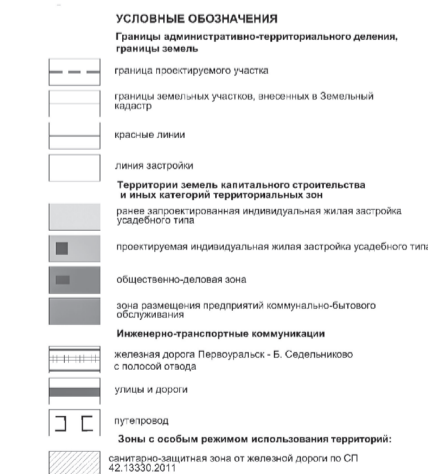 УСЛОВНЫЕ ОБОЗНАЧЕНИЯ
Границы административно-территориального деления,
границы земель
граница проектируемого участка
границы земельных участков, внесенных в Земельный
кадастр
красные линии
линия застройки
Территории земель капитального строительства
и иных категорий территориальных зон
ранее запроектированная индивидуальная жилая застройка
усадебного типа
проектируемая индивидуальная жилая застройка усадебного типа
общественно-деловая зона
зона размещения предприятий коммунально-бытового
обслуживания
Инженерно-транспортные коммуникации
железная дорога Первоуральск - Б. Седельниково
с полосой отвода
улицы и дороги
путепровод
Зоны с особым режимом использования территорий:
санитарно-защитная зона от железной дороги по СП
42.13330.2011